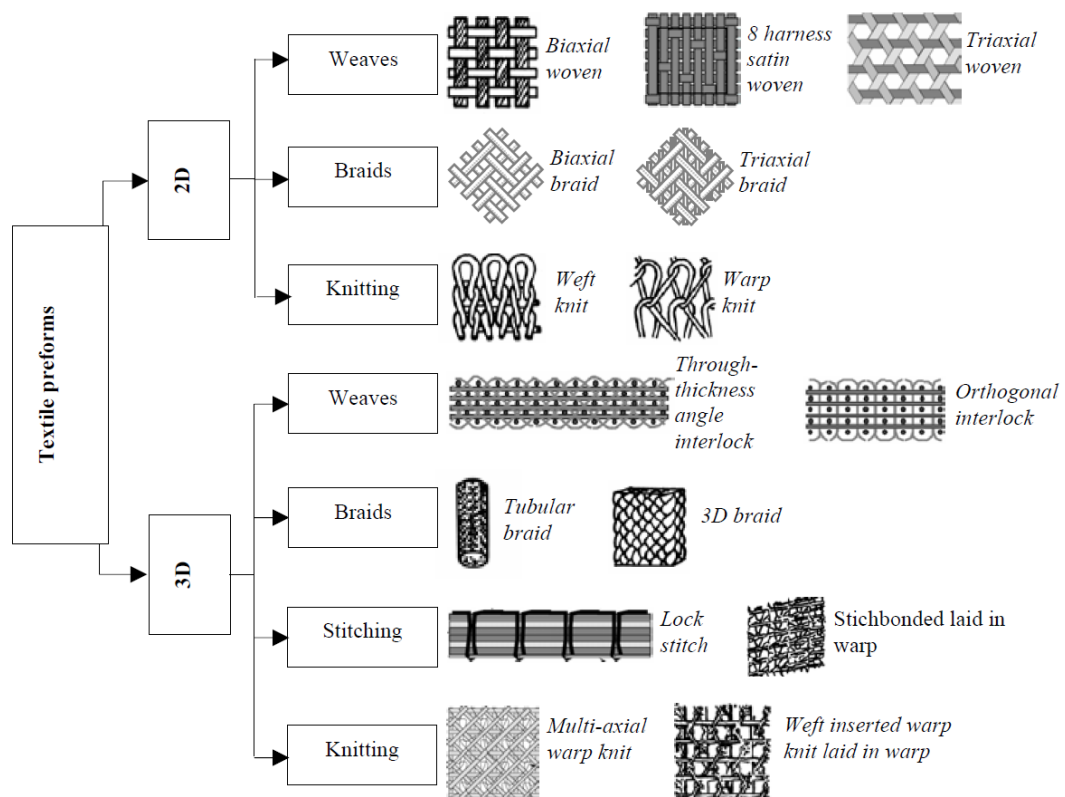 Textile preforms
2D
Weaves
Biaxial
woven
8 harness
satin
woven
Triaxial
woven
Braids
Biaxial
braid
Triaxial
braid
Knitting
Weft
knit
Warp
knit
3D
Weaves
Through-
thickness
angle
interlock
Orthogonal
interlock
Braids
Tubular
braid
3D braid
Stitching
Lock
stitch
Stichbonded laid in
warp
Knitting
Multi-axial
warp knit
Weft inserted warp
knit laid in warp